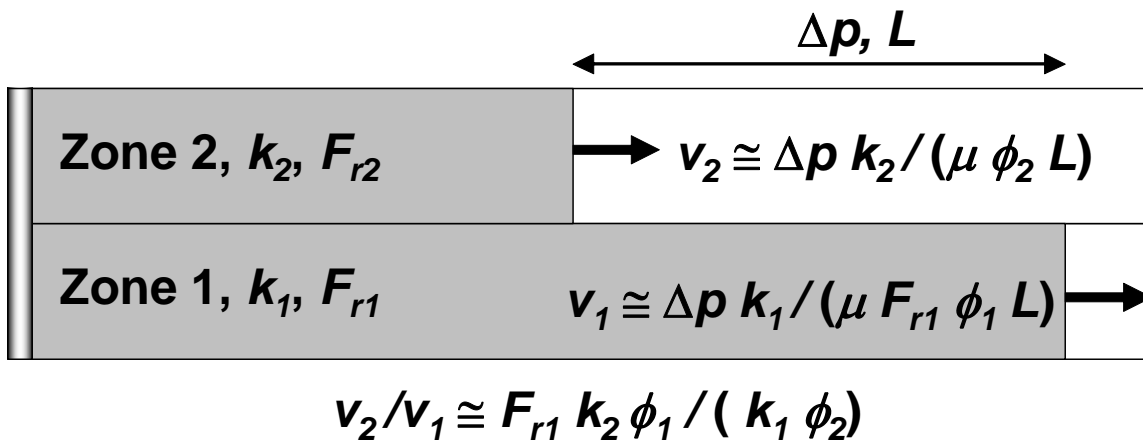 Δp, L
Zone 2, k₂, Fᵣ₂
v₂ ≅ Δp k₂ / (μ ϕ₂ L)
Zone 1, k₁, Fᵣ₁
v₁ ≅ Δp k₁ / (μ Fᵣ₁ ϕ₁ L)
v₂ /v₁ ≅ Fᵣ₁ k₂ ϕ₁ / ( k₁ ϕ₂)